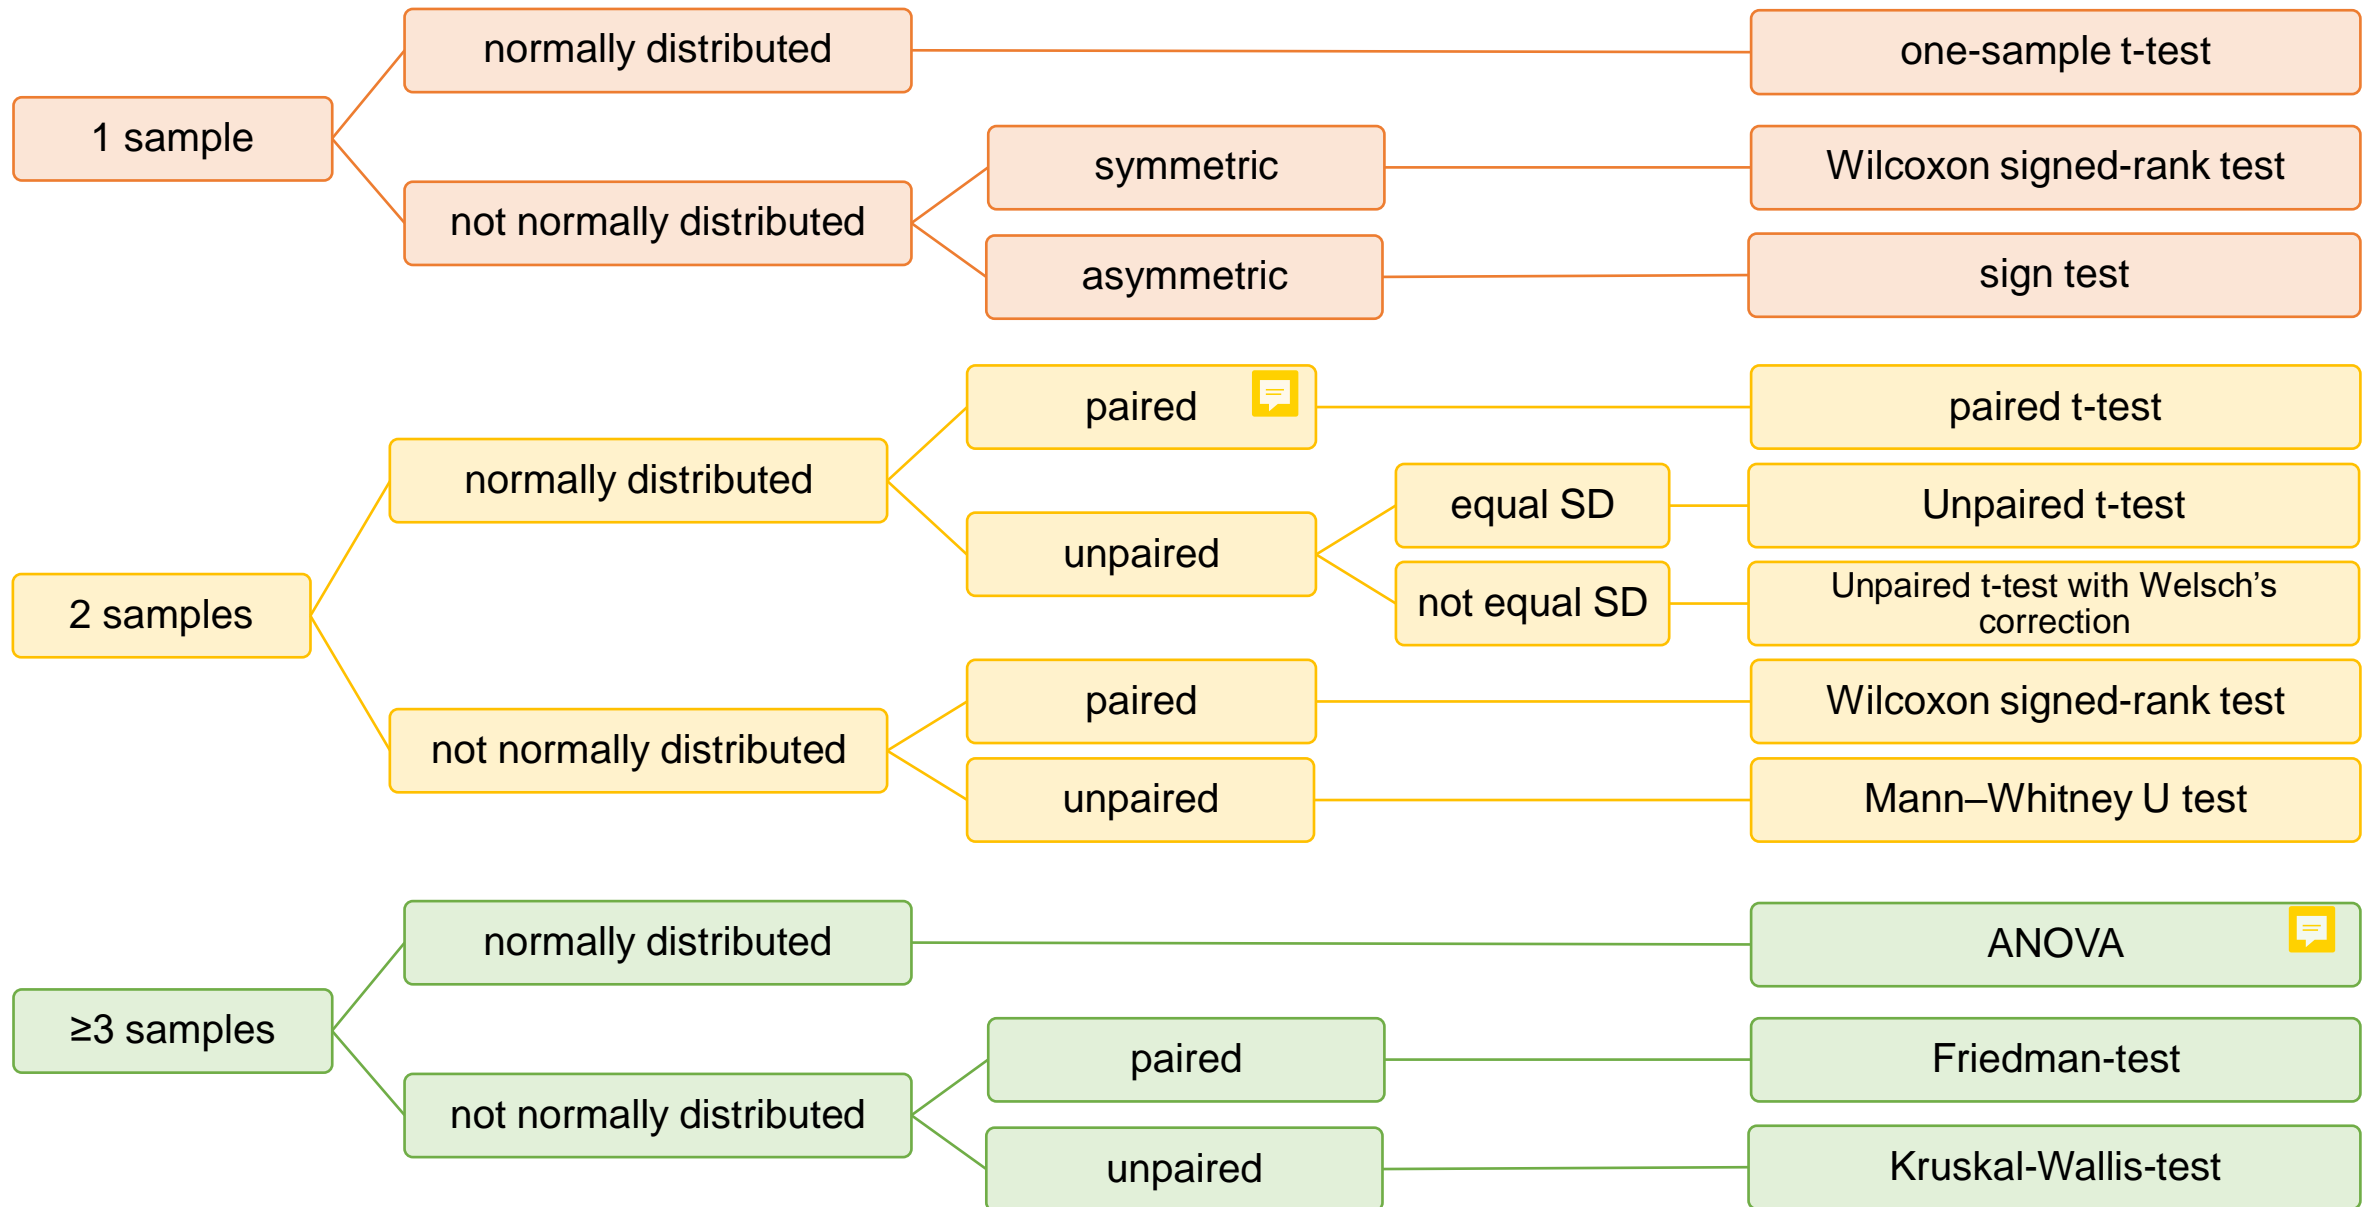 normally distributed
one-sample t-test
1 sample
symmetric
Wilcoxon signed-rank test
not normally distributed
asymmetric
sign test
paired
paired t-test
normally distributed
equal SD
Unpaired t-test
unpaired
not equal SD
Unpaired t-test with Welsch’s
correction
2 samples
paired
Wilcoxon signed-rank test
not normally distributed
unpaired
Mann–Whitney U test
normally distributed
ANOVA
≥3 samples
paired
Friedman-test
not normally distributed
unpaired
Kruskal-Wallis-test